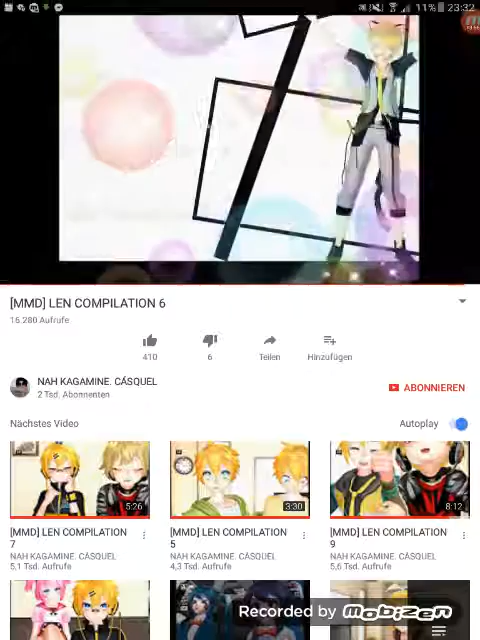 11% 23:32
[MMD] LEN COMPILATION 6
16.280 Aufrufe
410
6
Teilen
Hinzufügen
NAH KAGAMINE. CÁSQUEL
2 Tsd. Abonnenten
ABONNIEREN
Nächstes Video
Autoplay
5:26
3:30
8:12
[MMD] LEN COMPILATION
7
NAH KAGAMINE. CÁSQUEL
5,1 Tsd. Aufrufe
[MMD] LEN COMPILATION
5
NAH KAGAMINE. CÁSQUEL
4,3 Tsd. Aufrufe
[MMD] LEN COMPILATION
9
NAH KAGAMINE. CÁSQUEL
5,6 Tsd. Aufrufe
Recorded by mobizen